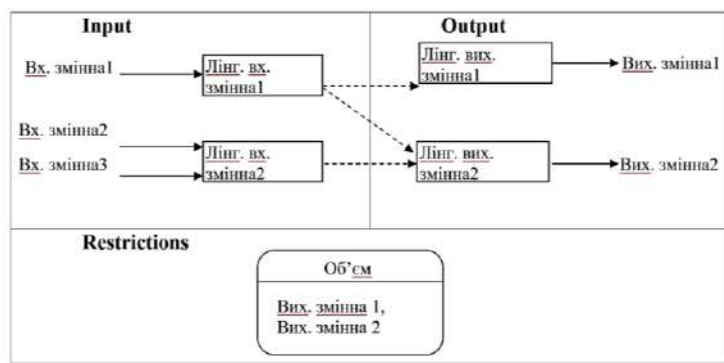 Input
Output
Вх. змінна1
Лінг. вх.
змінна1
Лінг. вих.
змінна1
Вих. змінна1
Вх. змінна2
Вх. змінна3
Лінг. вх.
змінна2
Лінг. вих.
змінна2
Вих. змінна2
Restrictions
Об’єм
Вих. змінна 1,
Вих. змінна 2